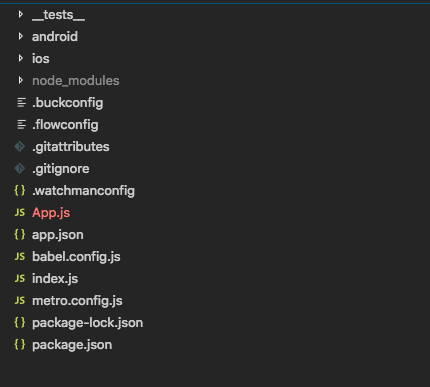 __tests__
android
ios
node_modules
.buckconfig
.flowconfig
.gitattributes
.gitignore
{ } .watchmanconfig
JS App.js
{ } app.json
JS babel.config.js
JS index.js
JS metro.config.js
{ } package-lock.json
{ } package.json